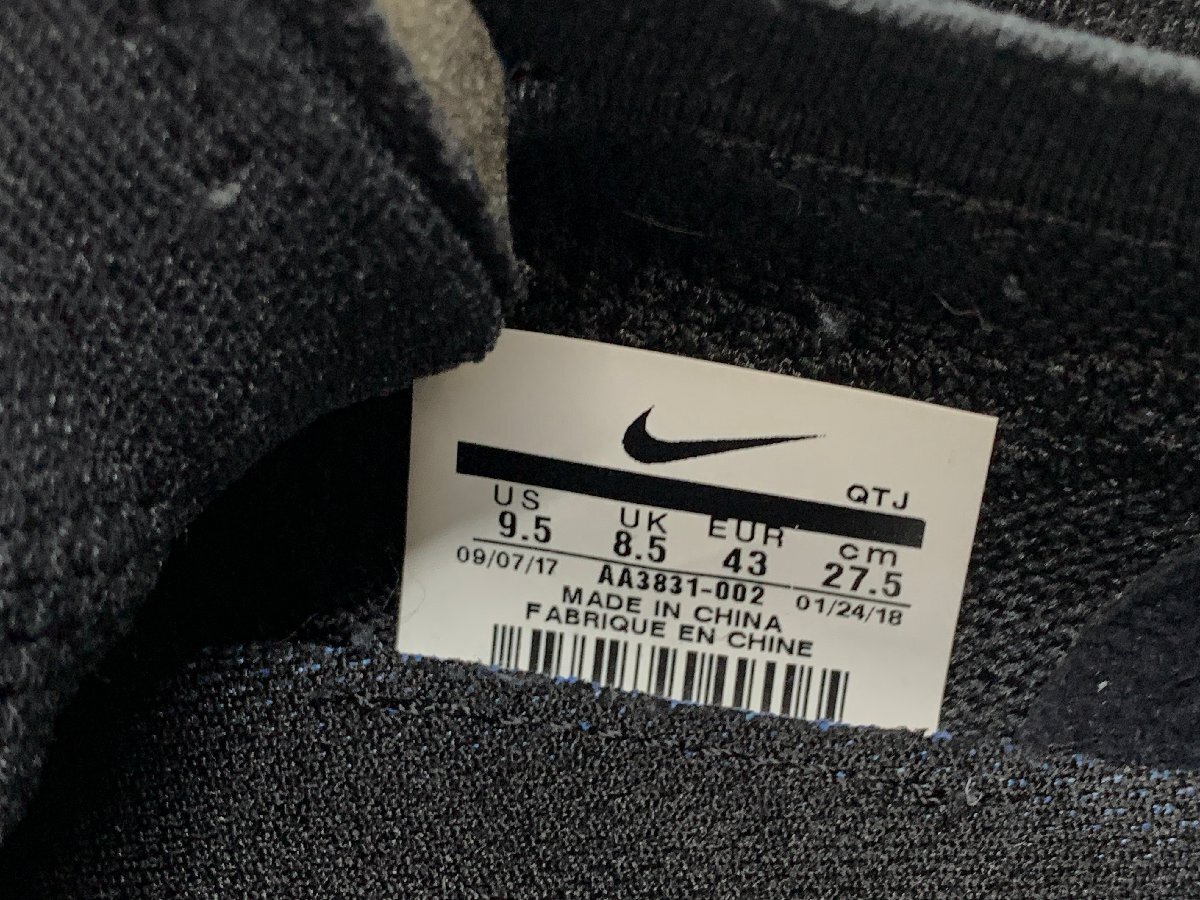 QTJ
US UK EUR cm
9.5 8.5 43 27.5
09/07/17 AA3831-002 01/24/18
MADE IN CHINA
FABRIQUE EN CHINE